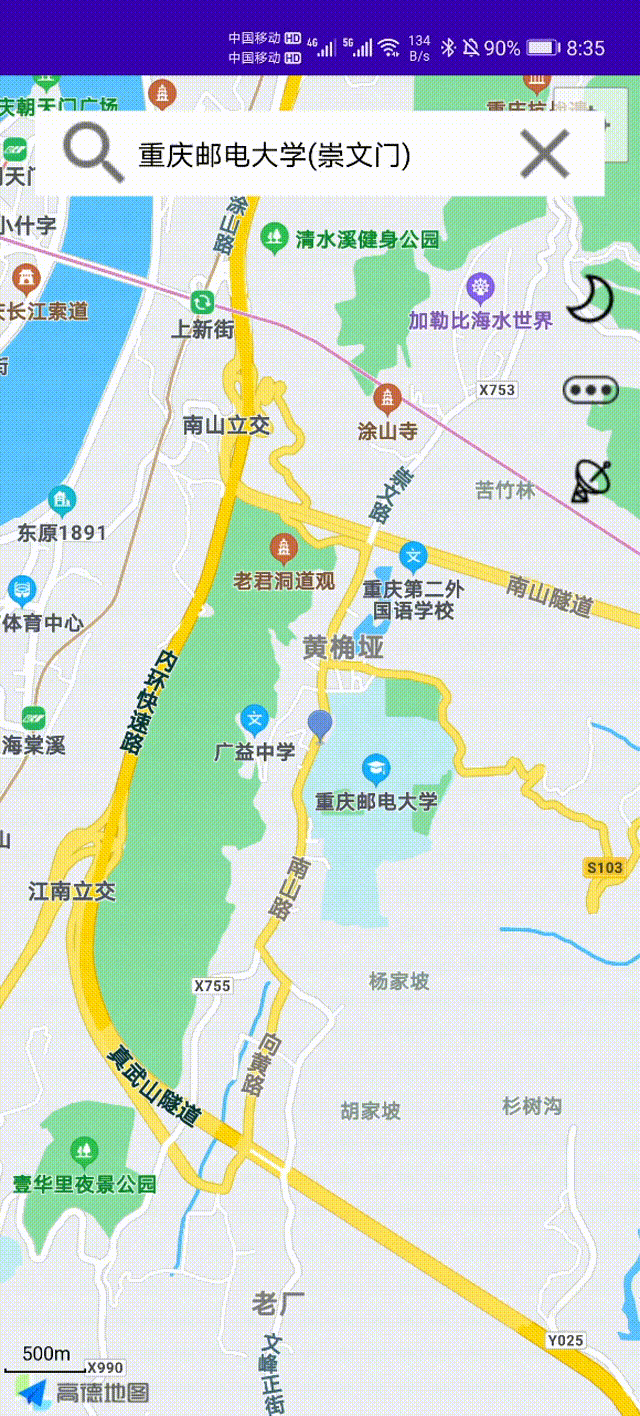 中国移动 HD
中国移动 HD
4G
5G
134
B/s
90%
8:35
庆朝天门广场
重庆抗战遗
重庆邮电大学(崇文门)
小什字
涂山路
清水溪健身公园
长江索道
上新街
加勒比海水世界
X753
南山立交
涂山寺
崇文路
苦竹林
东原1891
老君洞道观
重庆第二外
国语学校
南山隧道
体育中心
黄桷垭
内环快速路
海棠溪
广益中学
重庆邮电大学
S103
江南立交
南山路
X755
杨家坡
向黄路
真武山隧道
胡家坡
杉树沟
壹华里夜景公园
老厂
Y025
文峰正街
500m
X990
高德地图